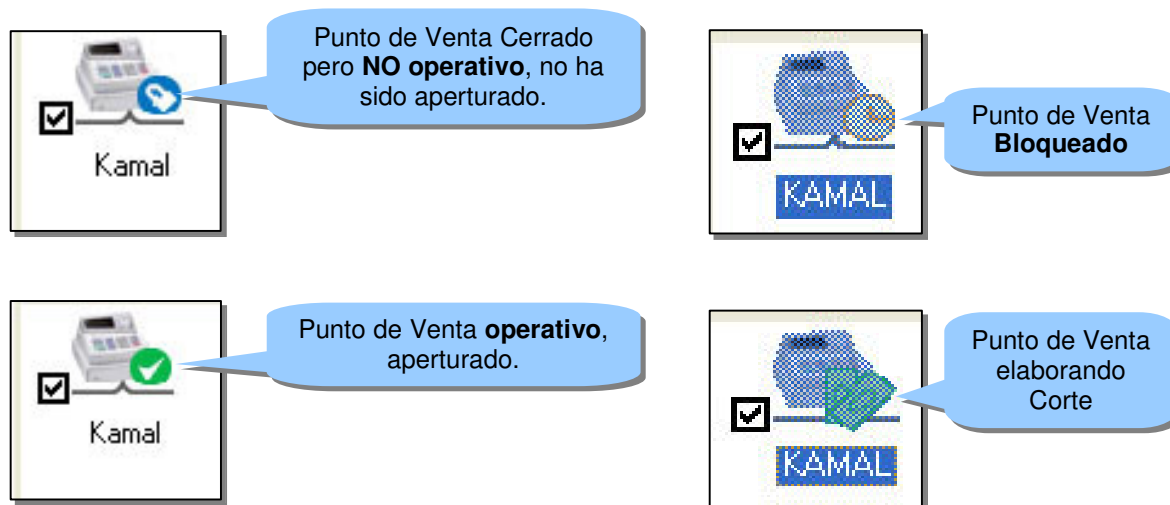 Punto de Venta Cerrado
pero NO operativo, no ha
sido aperturado.
Kamal
Punto de Venta
Bloqueado
KAMAL
Punto de Venta operativo,
aperturado.
Kamal
Punto de Venta
elaborando
Corte
KAMAL